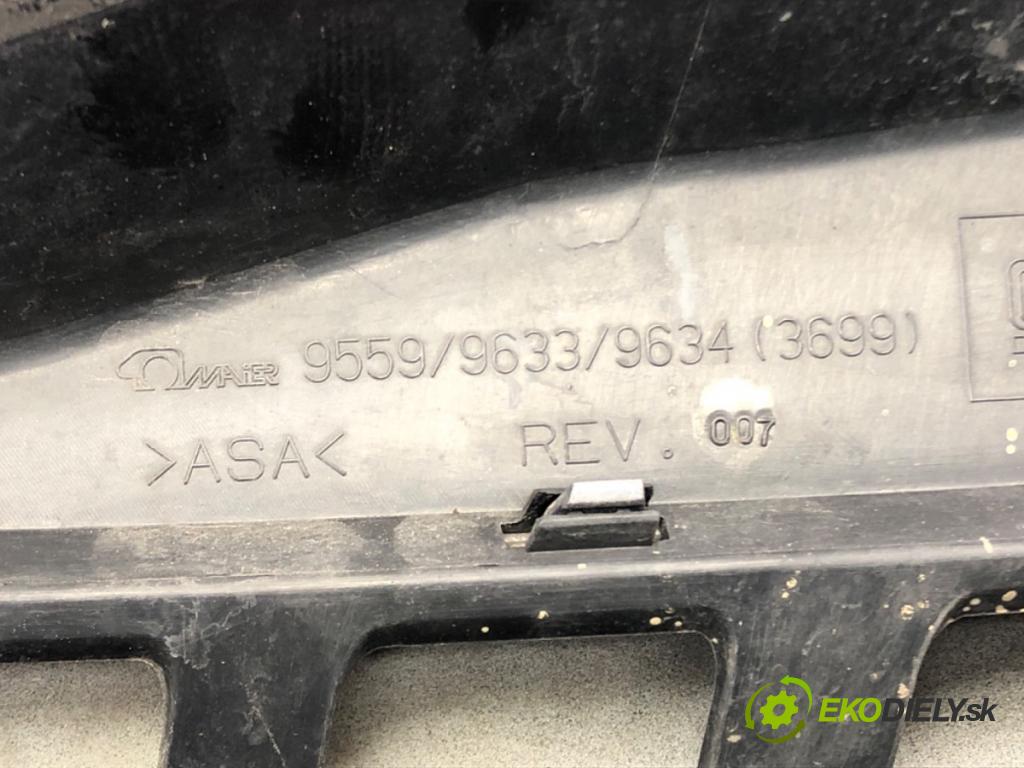 MAIER 9559/9633/9634 (3699)
>ASA< REV. 007
EKODIELY.sk